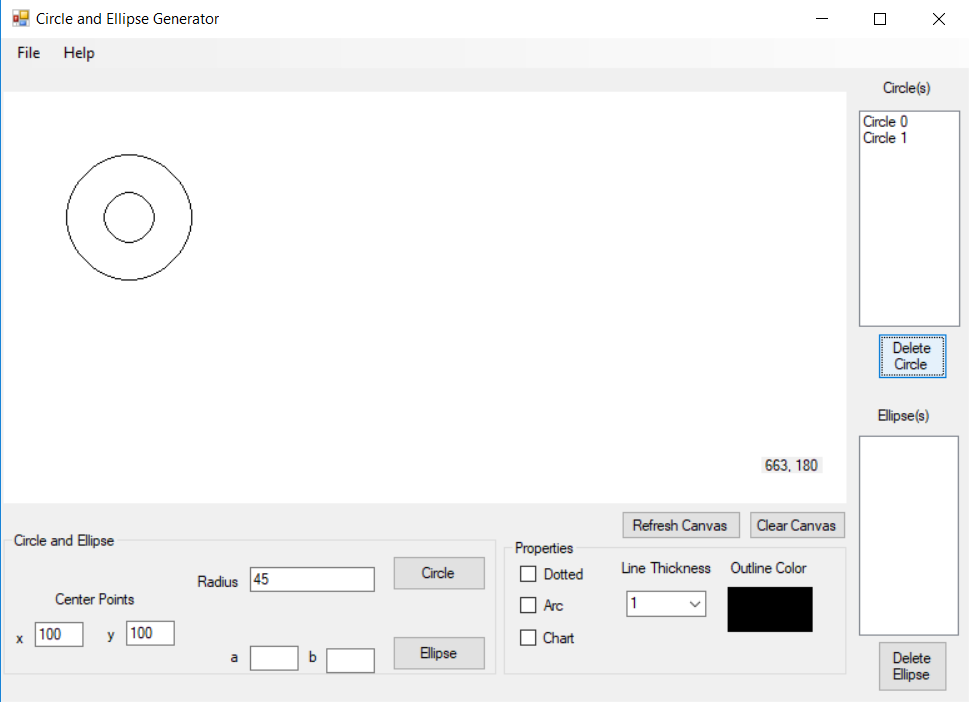 Circle and Ellipse Generator
File Help
Circle(s)
Circle 0
Circle 1
Delete
Circle
Ellipse(s)
663, 180
Refresh Canvas Clear Canvas
Circle and Ellipse
Radius 45 Circle
Center Points
x 100 y 100
a b Ellipse
Properties
Dotted Line Thickness Outline Color
Arc 1
Chart
Delete
Ellipse